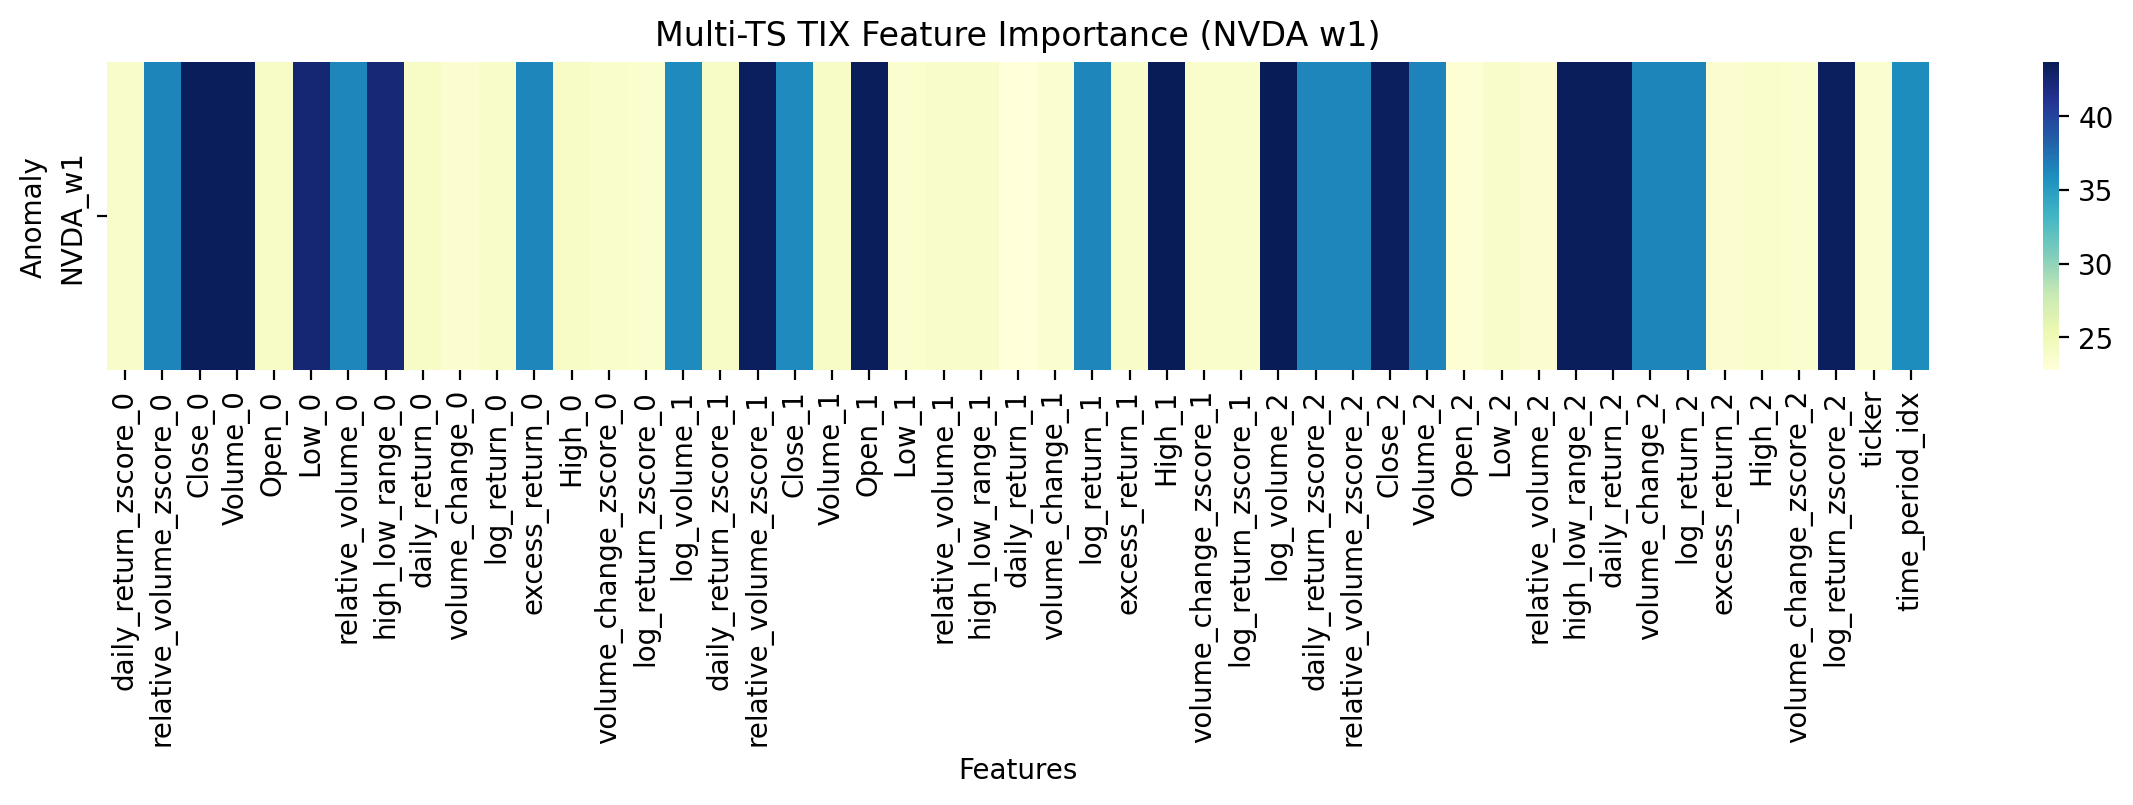 Multi-TS TIX Feature Importance (NVDA w1)
Anomaly
NVDA_w1
40
35
30
25
daily_return_zscore_0
relative_volume_zscore_0
Close_0
Volume_0
Open_0
Low_0
relative_volume_0
high_low_range_0
daily_return_0
volume_change_0
log_return_0
excess_return_0
High_0
volume_change_zscore_0
log_return_zscore_0
log_volume_1
daily_return_zscore_1
relative_volume_zscore_1
Close_1
Volume_1
Open_1
Low_1
relative_volume_1
high_low_range_1
daily_return_1
volume_change_1
log_return_1
excess_return_1
High_1
volume_change_zscore_1
log_return_zscore_1
log_volume_2
daily_return_zscore_2
relative_volume_zscore_2
Close_2
Volume_2
Open_2
Low_2
relative_volume_2
high_low_range_2
daily_return_2
volume_change_2
log_return_2
excess_return_2
High_2
volume_change_zscore_2
log_return_zscore_2
ticker
time_period_idx
Features